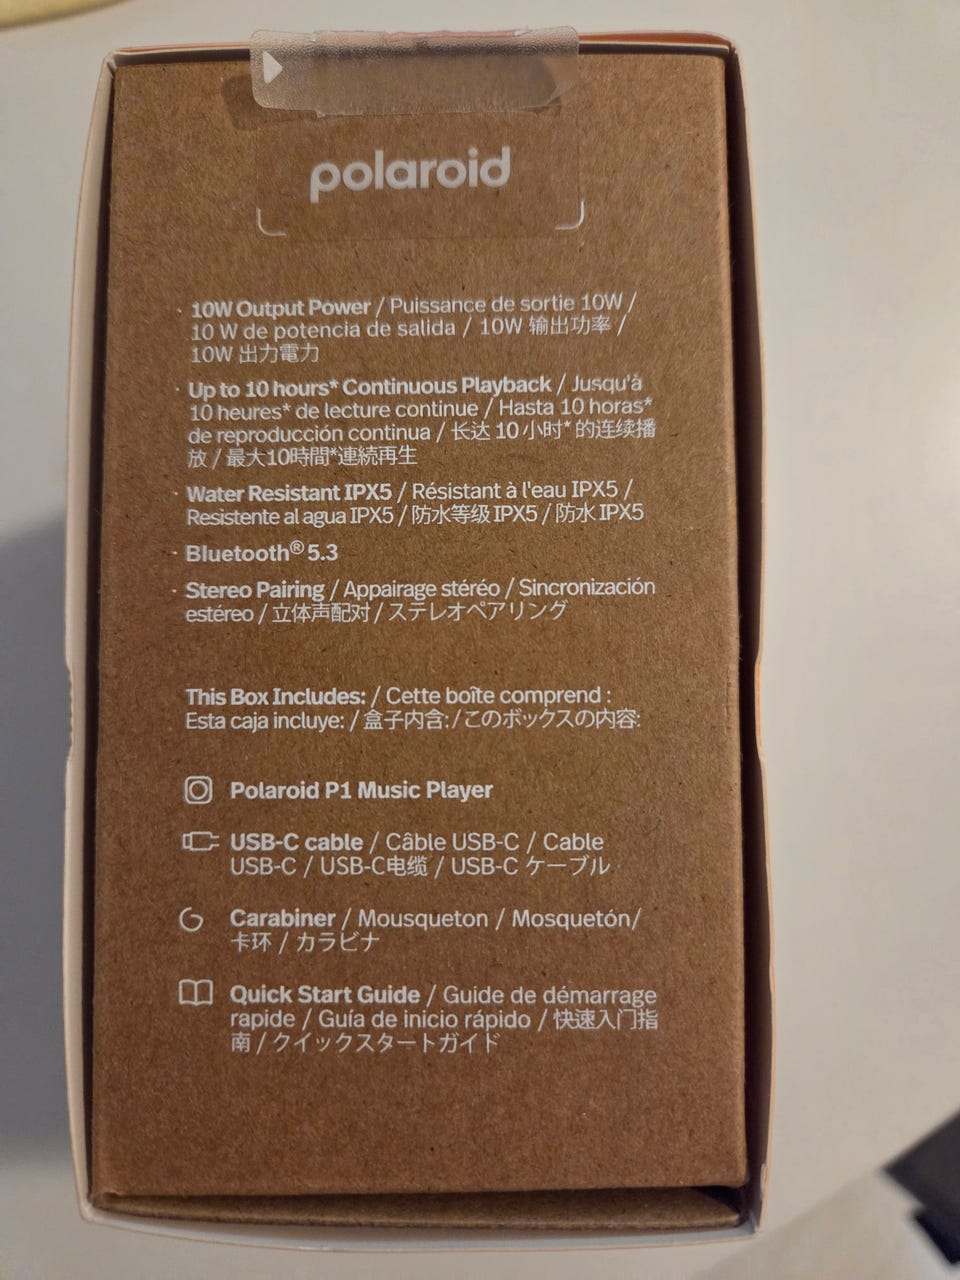 polaroid
· 10W Output Power / Puissance de sortie 10W /
10 W de potencia de salida / 10W 输出功率 /
10W 出力電力
· Up to 10 hours* Continuous Playback / Jusqu'à
10 heures* de lecture continue / Hasta 10 horas*
de reproducción continua / 长达 10 小时* 的连续播
放 / 最大10時間*連続再生
· Water Resistant IPX5 / Résistant à l'eau IPX5 /
Resistente al agua IPX5 / 防水等级 IPX5 / 防水 IPX5
· Bluetooth® 5.3
· Stereo Pairing / Appairage stéréo / Sincronización
estéreo / 立体声配对 / ステレオペアリング
This Box Includes: / Cette boîte comprend :
Esta caja incluye: / 盒子内含: / このボックスの内容:
Polaroid P1 Music Player
USB-C cable / Câble USB-C / Cable
USB-C / USB-C电缆 / USB-C ケーブル
Carabiner / Mousqueton / Mosquetón/
卡环 / カラビナ
Quick Start Guide / Guide de démarrage
rapide / Guía de inicio rápido / 快速入门指
南 / クイックスタートガイド